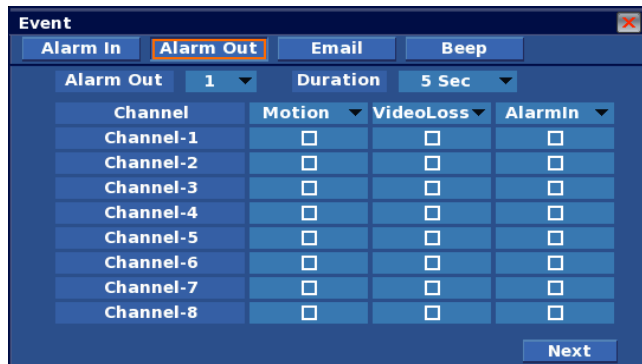 Event
Alarm In Alarm Out Email Beep
Alarm Out 1 Duration 5 Sec
Channel Motion VideoLoss AlarmIn
Channel-1
Channel-2
Channel-3
Channel-4
Channel-5
Channel-6
Channel-7
Channel-8
Next